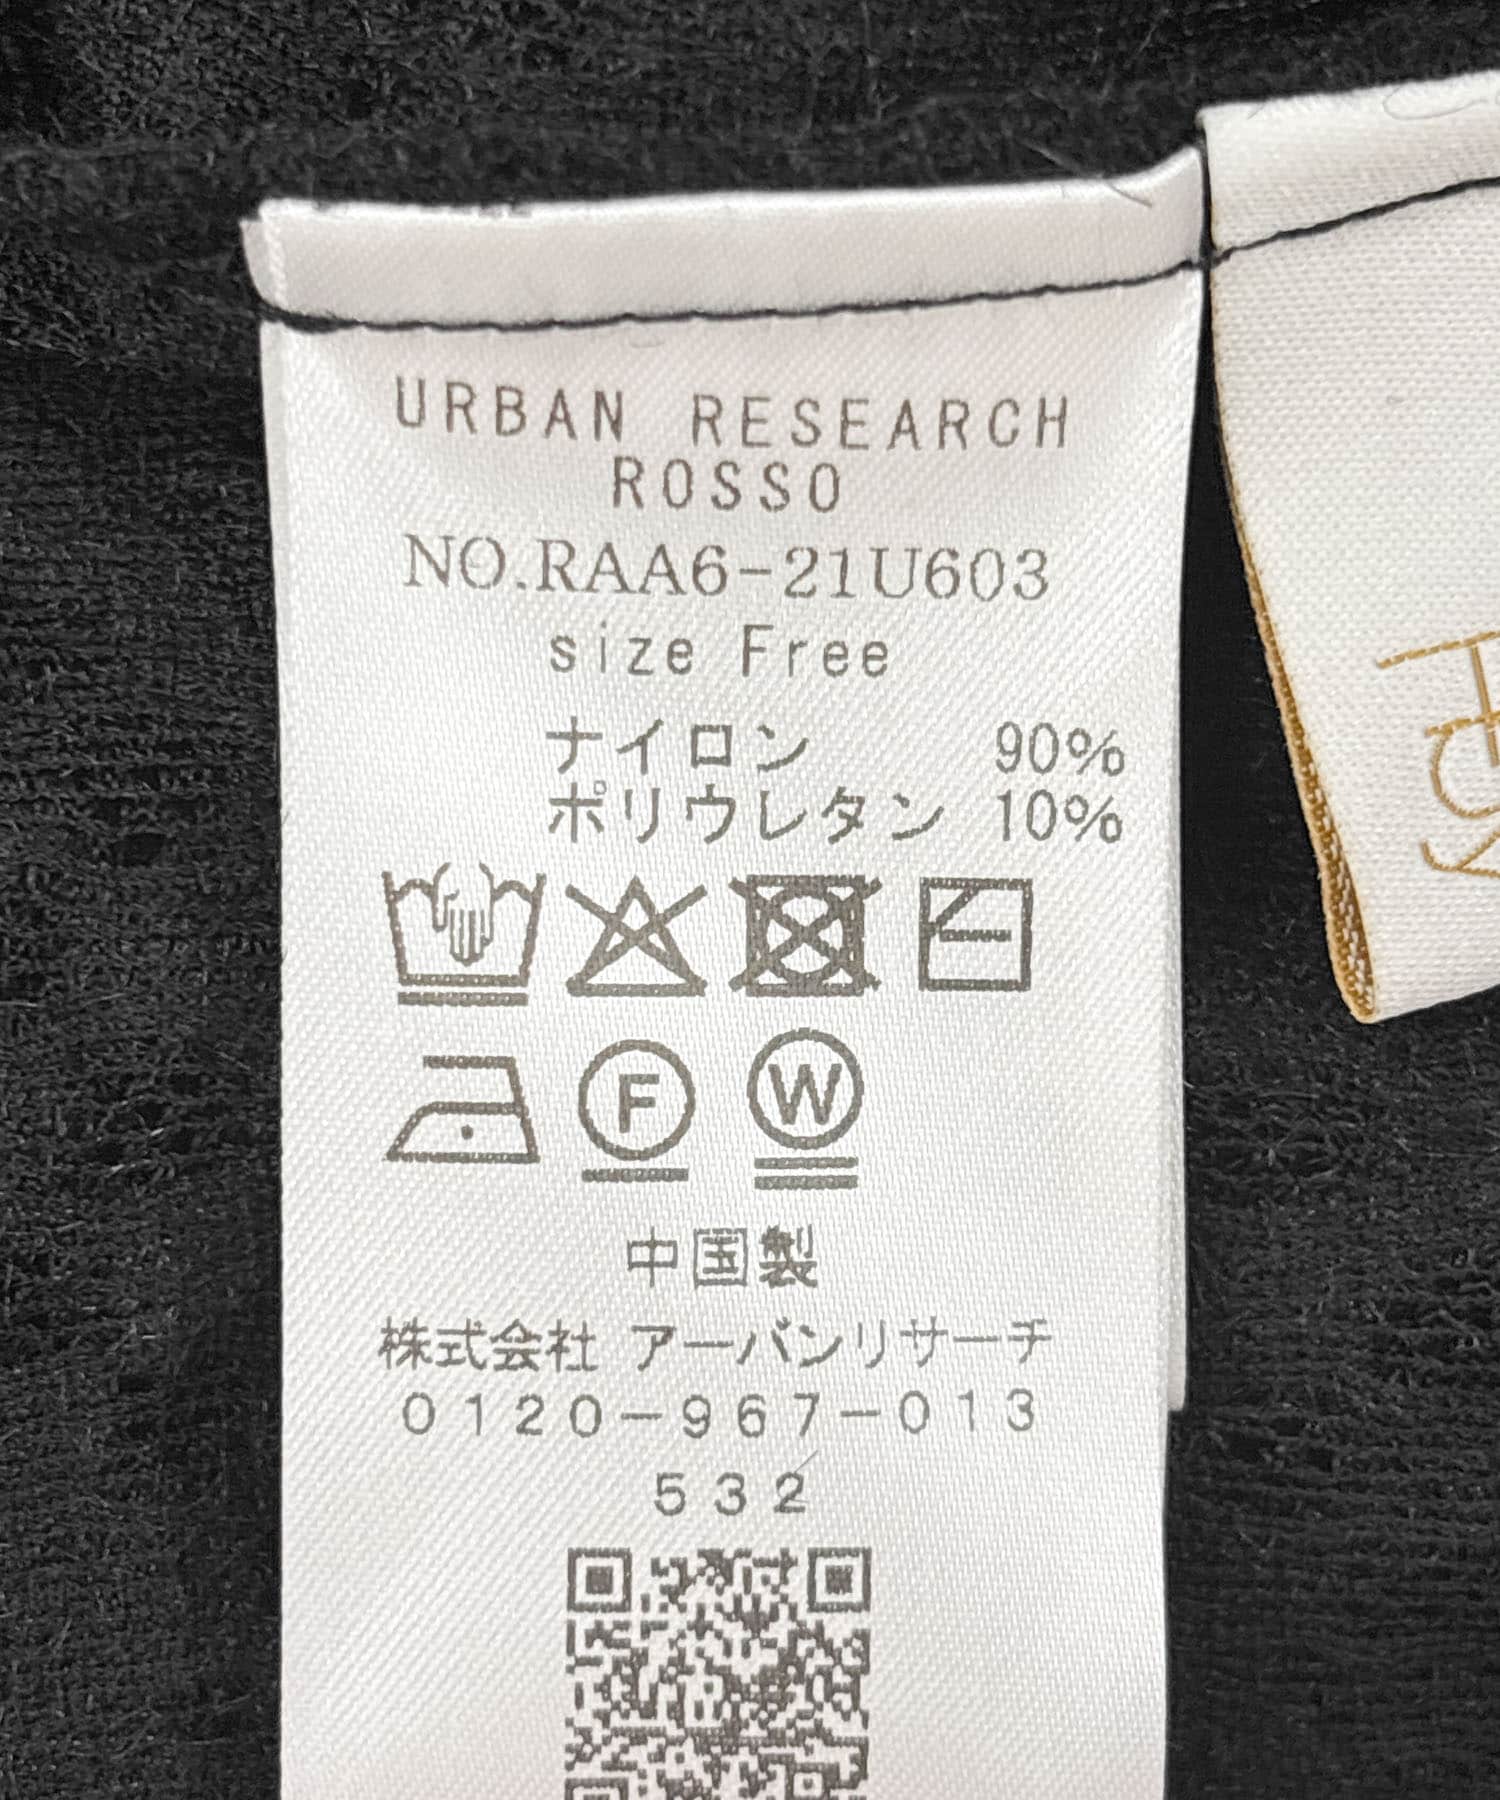 URBAN RESEARCH
ROSSO
NO.RAA6-21U603
size Free
ナイロン 90%
ポリウレタン 10%
F W
中国製
株式会社 アーバンリサーチ
0120-967-013
532